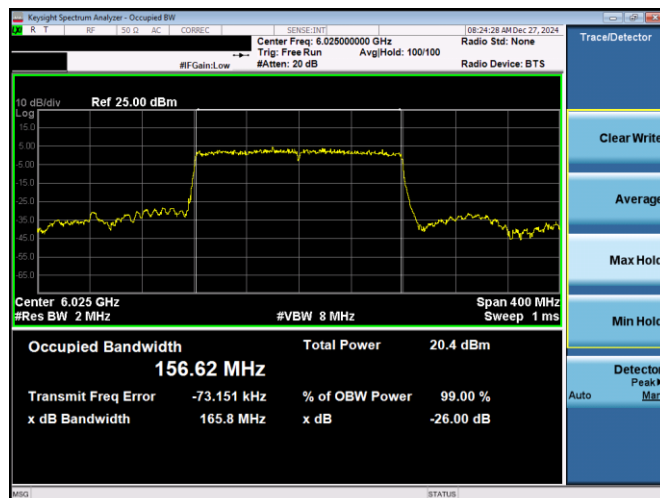 Keysight Spectrum Analyzer - Occupied BW
LXI R T RF 50 Ω AC CORREC SENSE:INT 08:24:28 AM Dec 27, 2024
Center Freq: 6.025000000 GHz Radio Std: None
Trig: Free Run Avg|Hold: 100/100
#IFGain:Low #Atten: 20 dB Radio Device: BTS
Trace/Detector
10 dB/div Ref 25.00 dBm
Log
15.0
5.00
-5.00
-15.0
-25.0
-35.0
-45.0
-55.0
-65.0
Center 6.025 GHz Span 400 MHz
#Res BW 2 MHz #VBW 8 MHz Sweep 1 ms
Occupied Bandwidth Total Power 20.4 dBm
156.62 MHz
Transmit Freq Error -73.151 kHz % of OBW Power 99.00 %
x dB Bandwidth 165.8 MHz x dB -26.00 dB
Clear Write
Average
Max Hold
Min Hold
Detector
Peak
Auto Man
MSG STATUS